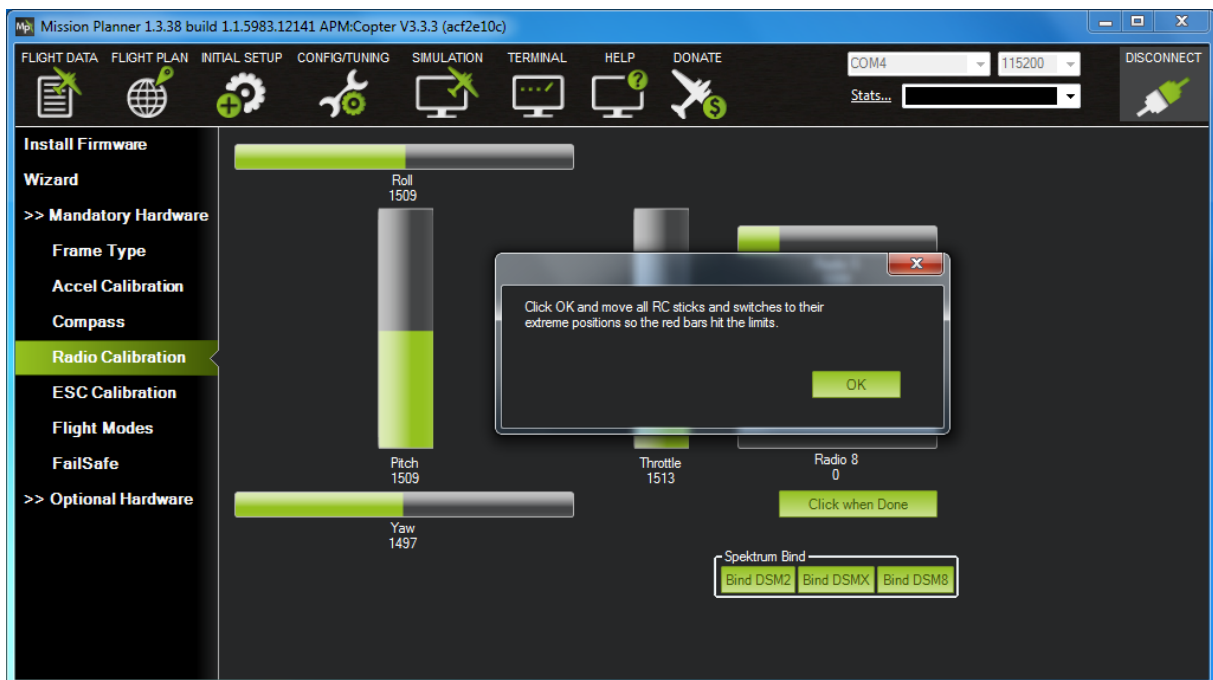 Mission Planner 1.3.38 build 1.1.5983.12141 APM:Copter V3.3.3 (acf2e10c)
FLIGHT DATA FLIGHT PLAN INITIAL SETUP CONFIG/TUNING SIMULATION TERMINAL HELP DONATE COM4 115200 DISCONNECT
Stats...
Install Firmware
Wizard
>> Mandatory Hardware
Frame Type
Accel Calibration
Compass
Radio Calibration
ESC Calibration
Flight Modes
FailSafe
>> Optional Hardware
Roll
1509
Click OK and move all RC sticks and switches to their
extreme positions so the red bars hit the limits.
OK
Pitch
1509
Throttle
1513
Radio 8
0
Click when Done
Yaw
1497
Spektrum Bind
Bind DSM2 Bind DSMX Bind DSM8